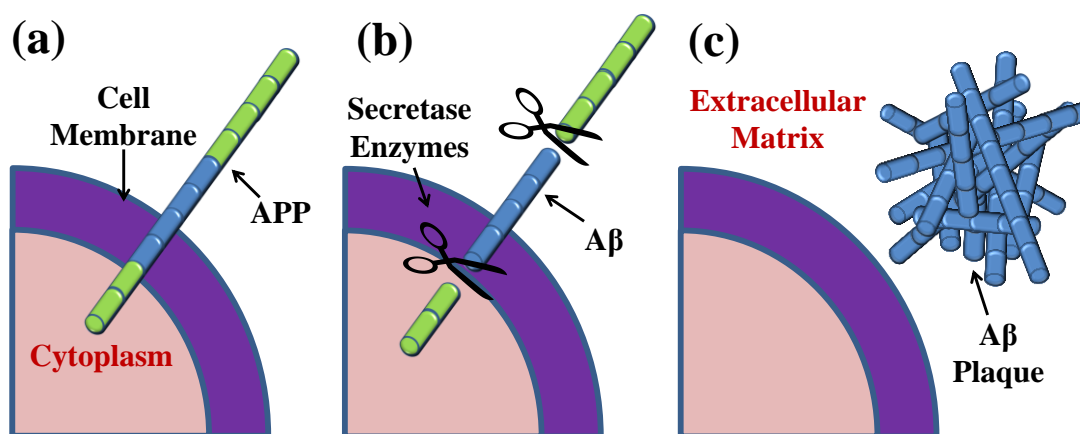 (a)
Cell
Membrane
APP
Cytoplasm
(b)
Secretase
Enzymes
Aβ
(c)
Extracellular
Matrix
Aβ
Plaque